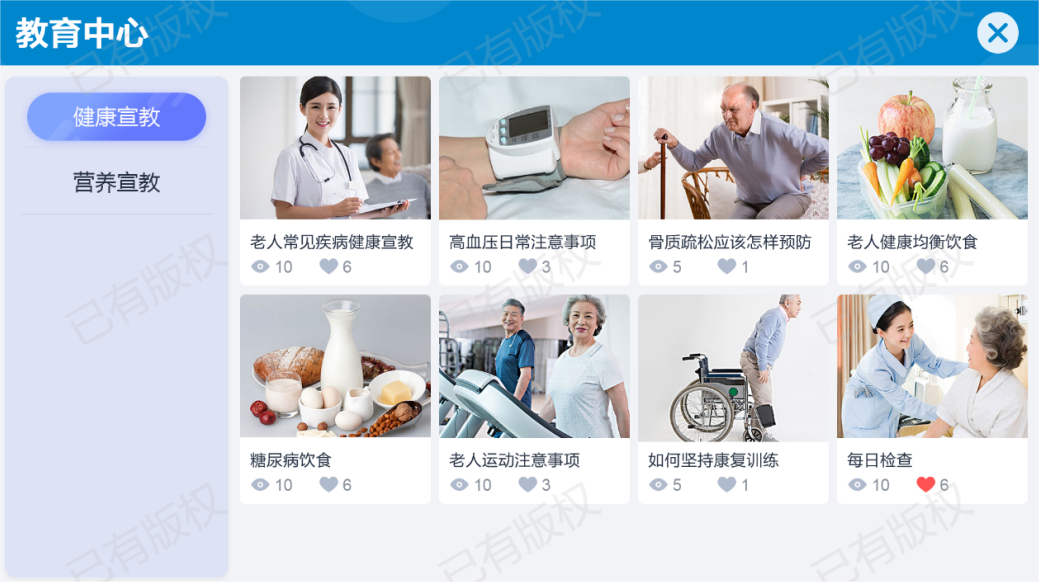 教育中心
健康宣教
营养宣教
老人常见疾病健康宣教
10 6
高血压日常注意事项
10 3
骨质疏松应该怎样预防
5 1
老人健康均衡饮食
10 6
糖尿病饮食
10 6
老人运动注意事项
10 3
如何坚持康复训练
5 1
每日检查
10 6
已有版权
已有版权
已有版权
已有版权
已有版权
已有版权
已有版权
已有版权
已有版权